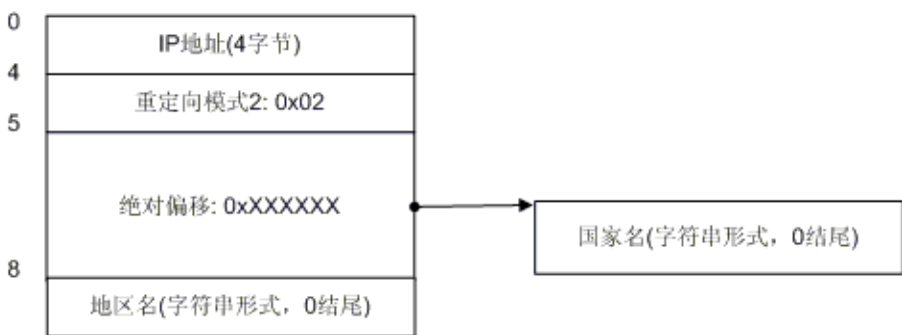 0
IP地址(4字节)
4
重定向模式2: 0x02
5
绝对偏移: 0xXXXXXX
国家名(字符串形式，0结尾)
8
地区名(字符串形式，0结尾)